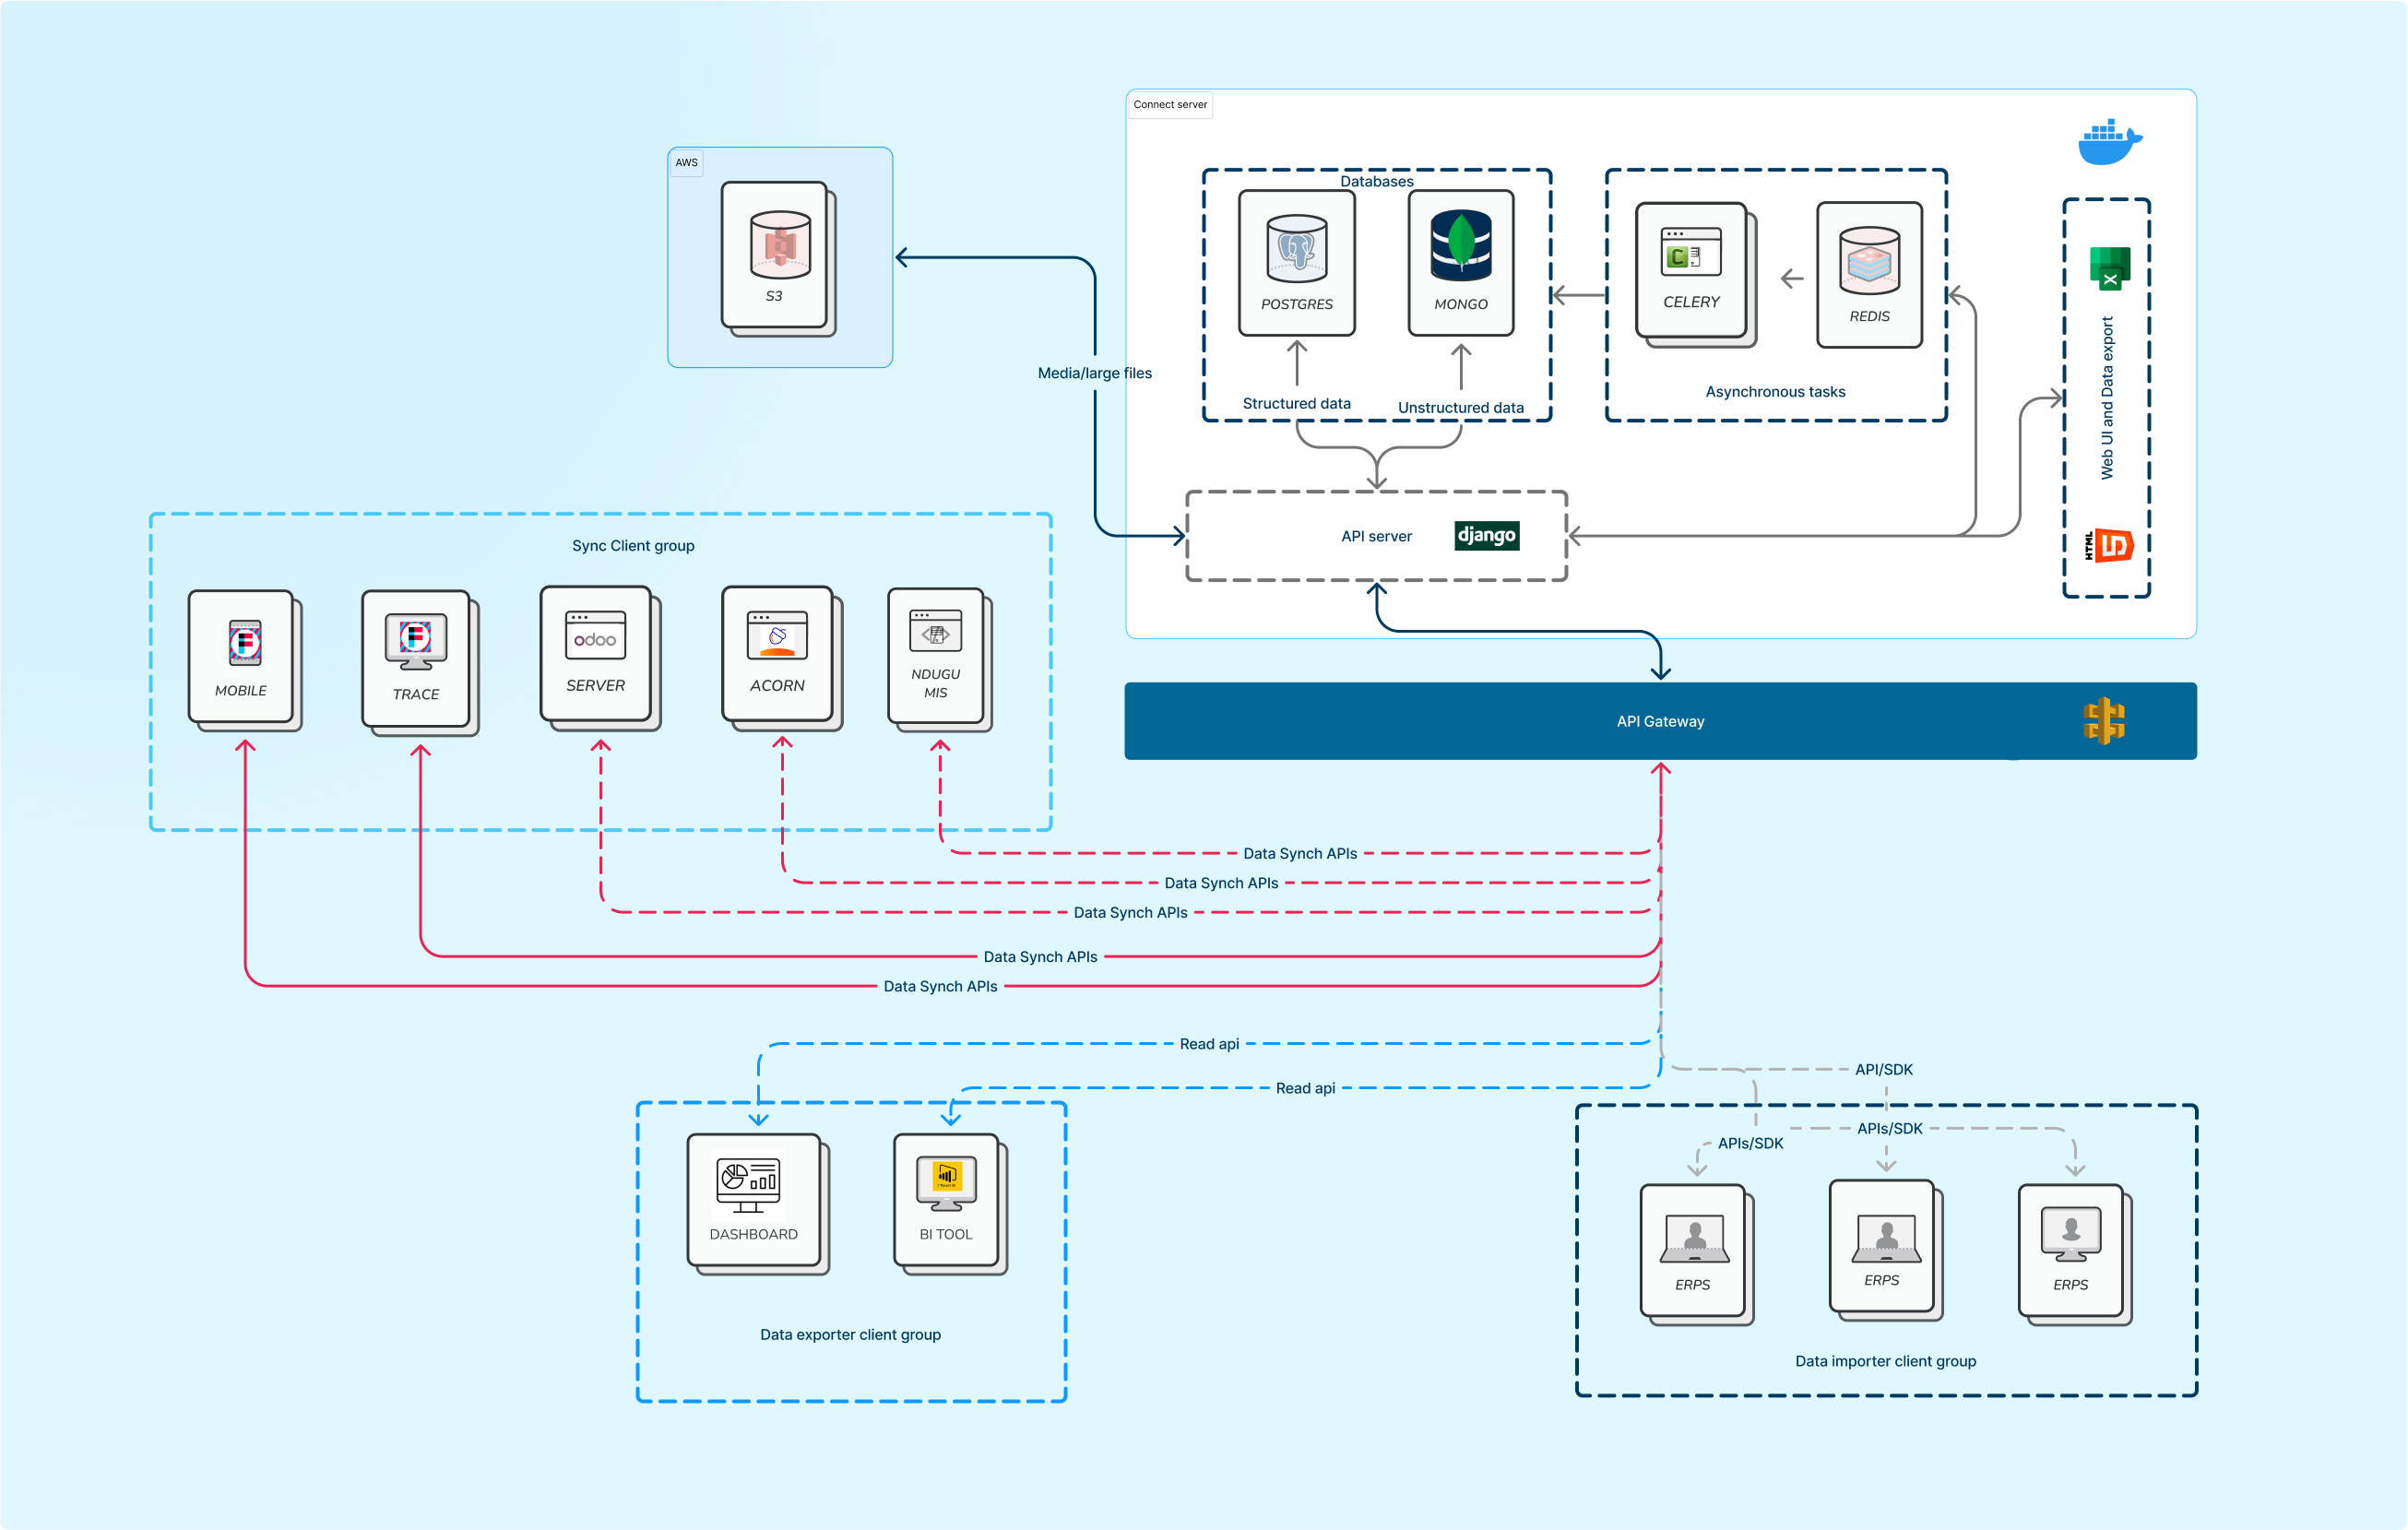 Connect server
AWS
S3
Databases
POSTGRES
MONGO
CELERY
C
REDIS
X
Structured data
Unstructured data
Asynchronous tasks
Web UI and Data export
Media/large files
API server
django
HTML
5
Sync Client group
F
MOBILE
F
TRACE
odoo
SERVER
ACORN
NDUGU
MIS
API Gateway
Data Synch APIs
Data Synch APIs
Data Synch APIs
Data Synch APIs
Data Synch APIs
Read api
Read api
API/SDK
APIs/SDK
APIs/SDK
DASHBOARD
BI TOOL
ERPS
ERPS
ERPS
Data exporter client group
Data importer client group